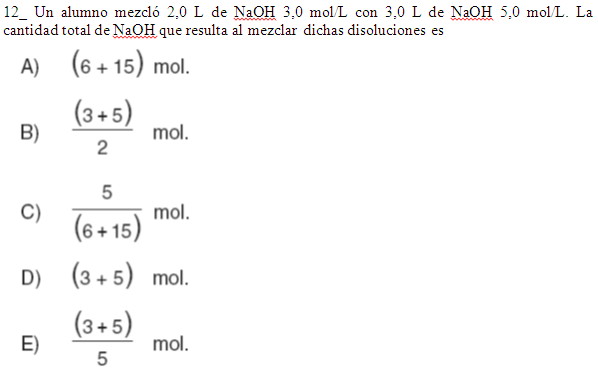 12_ Un alumno mezcló 2,0 L de NaOH 3,0 mol/L con 3,0 L de NaOH 5,0 mol/L. La
cantidad total de NaOH que resulta al mezclar dichas disoluciones es
A) (6 + 15) mol.
B) (3 + 5) / 2 mol.
C) 5 / (6 + 15) mol.
D) (3 + 5) mol.
E) (3 + 5) / 5 mol.